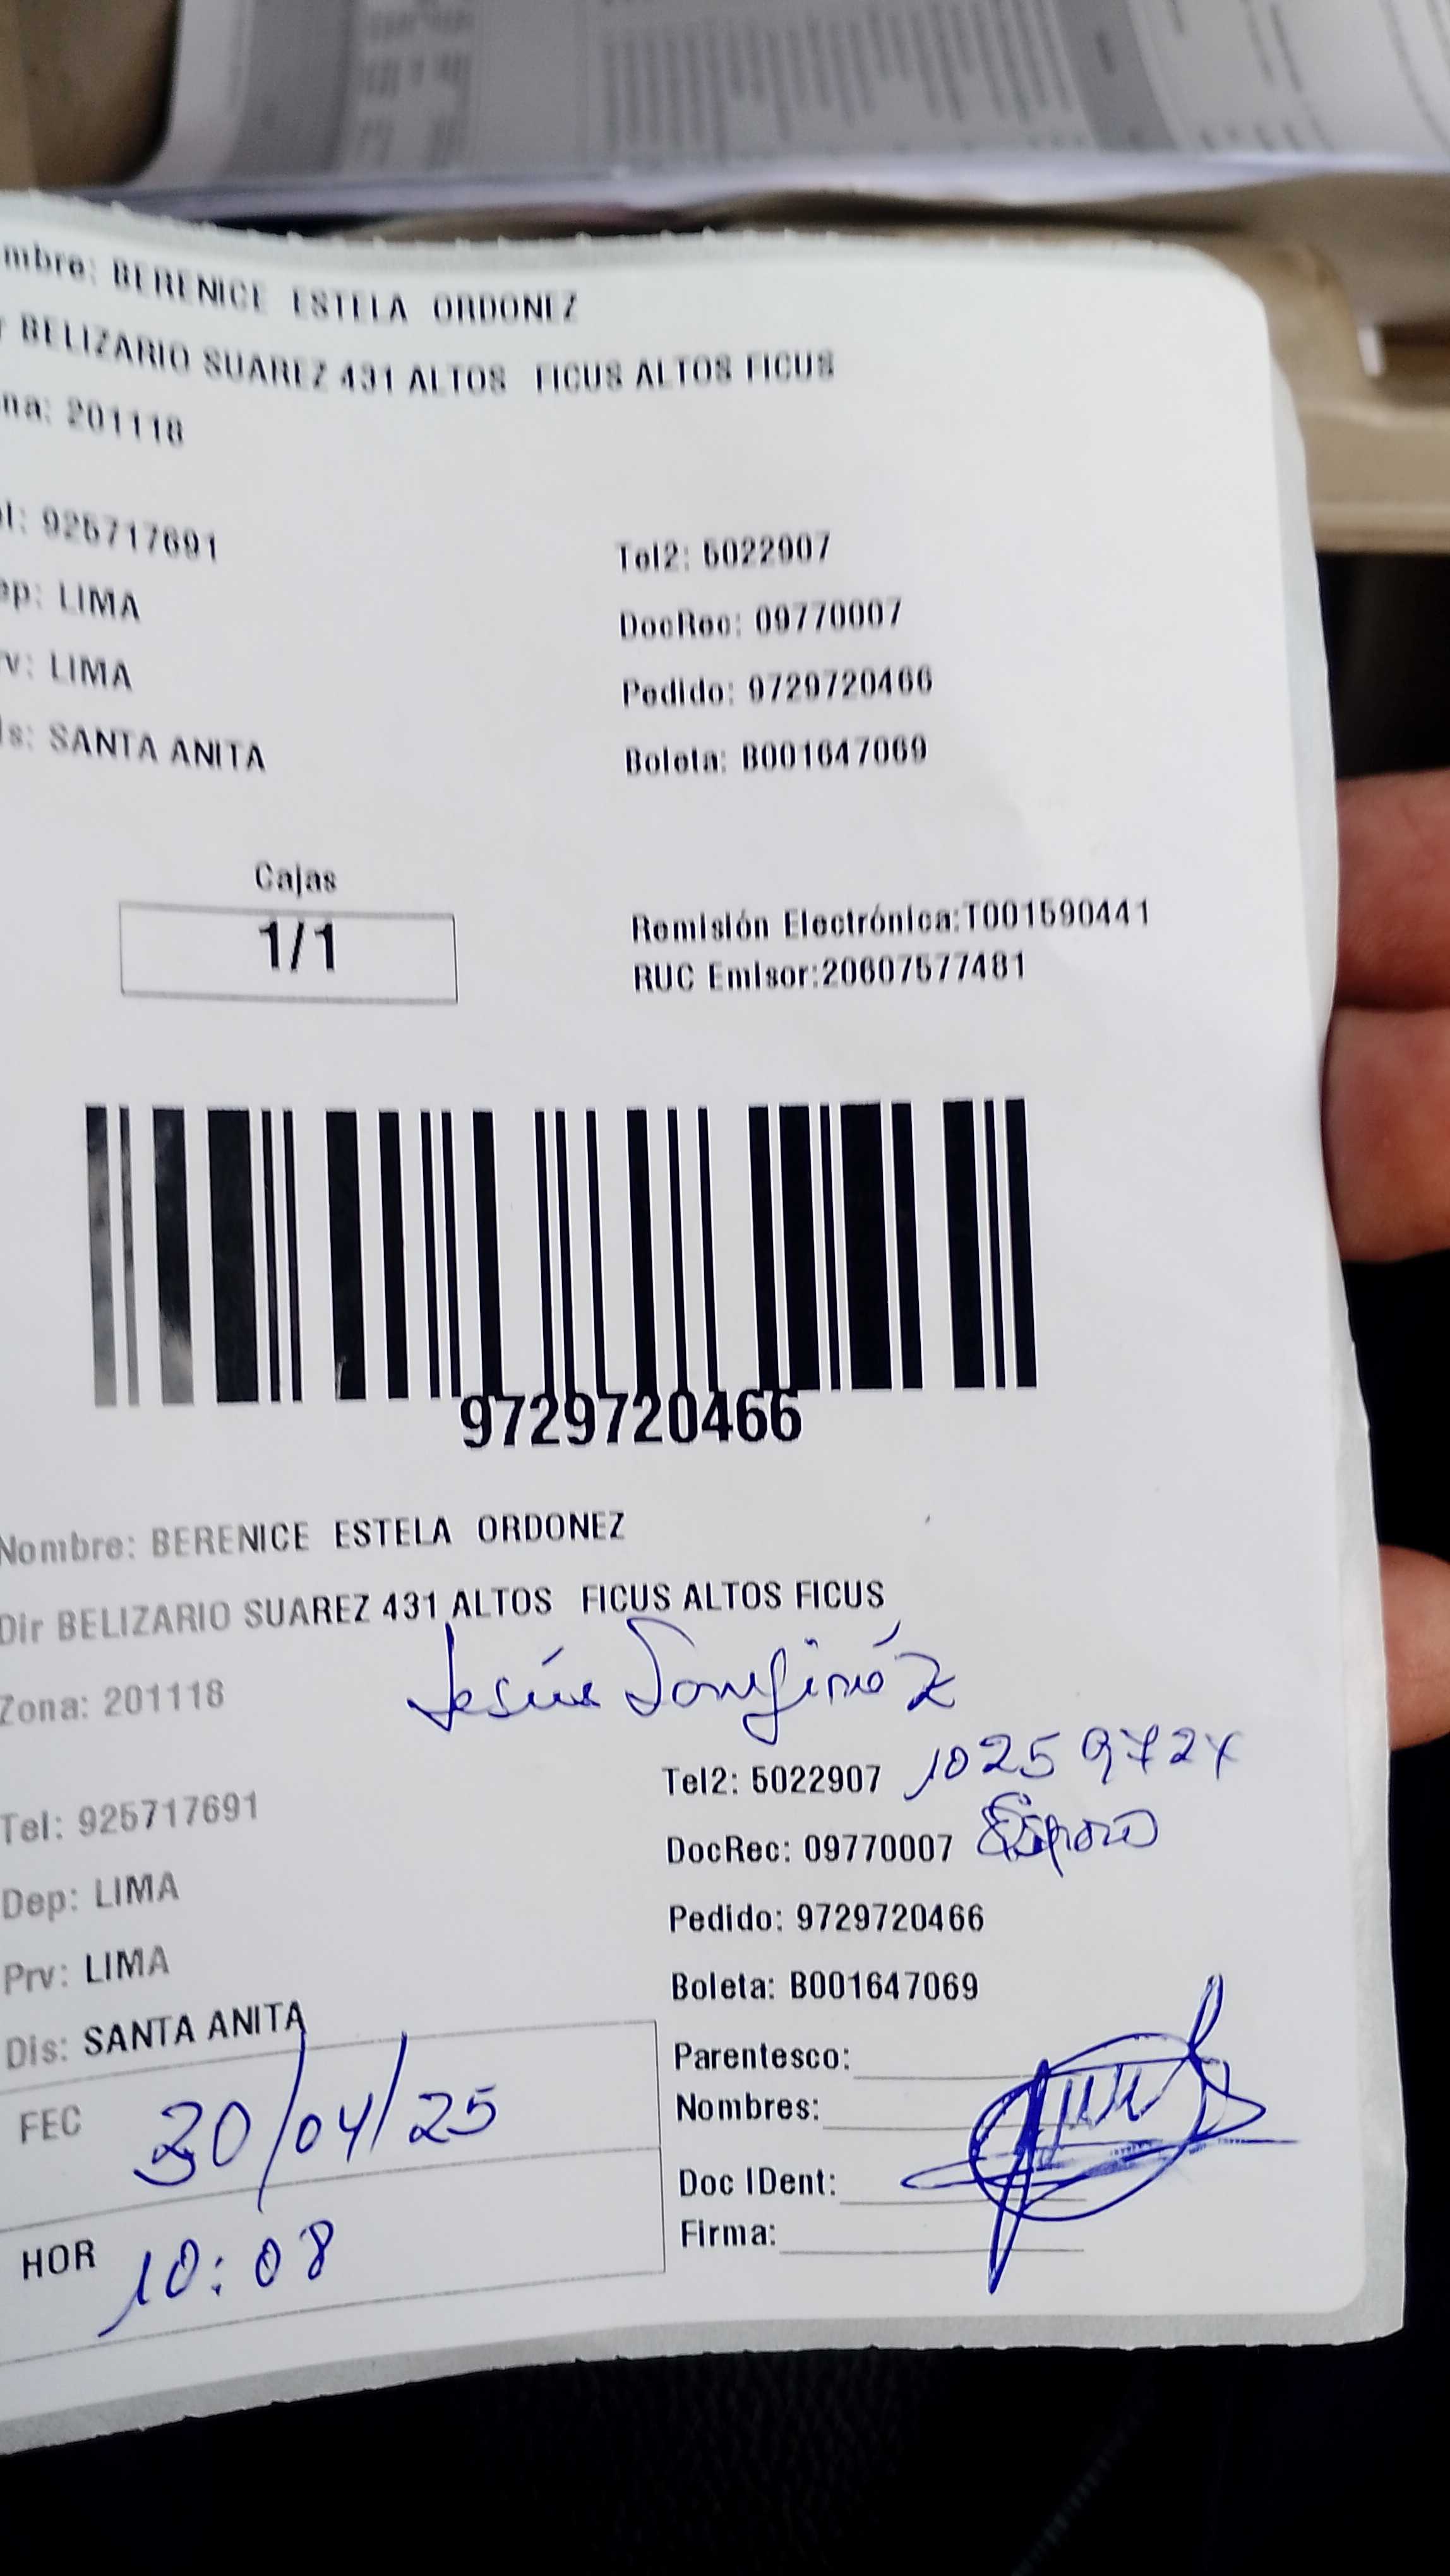 mbre: BERENICE ESTELA ORDONEZ
BELIZARIO SUAREZ 431 ALTOS FICUS ALTOS FICUS
na: 201118
l: 925717691
Tel2: 5022907
ep: LIMA
DocRec: 09770007
v: LIMA
Pedido: 9729720466
is: SANTA ANITA
Boleta: B001647069
Cajas
1/1
Remisión Electrónica:T001590441
RUC Emisor:20607577481
9729720466
Nombre: BERENICE ESTELA ORDONEZ
Dir BELIZARIO SUAREZ 431 ALTOS FICUS ALTOS FICUS
Jesús
Zona: 201118
Tel2: 5022907
Tel: 925717691
DocRec: 09770007
Dep: LIMA
Pedido: 9729720466
Prv: LIMA
Boleta: B001647069
Dis: SANTA ANITA
Parentesco:
FEC 30/04/25
Nombres:
Doc IDent:
HOR 10:08
Firma: